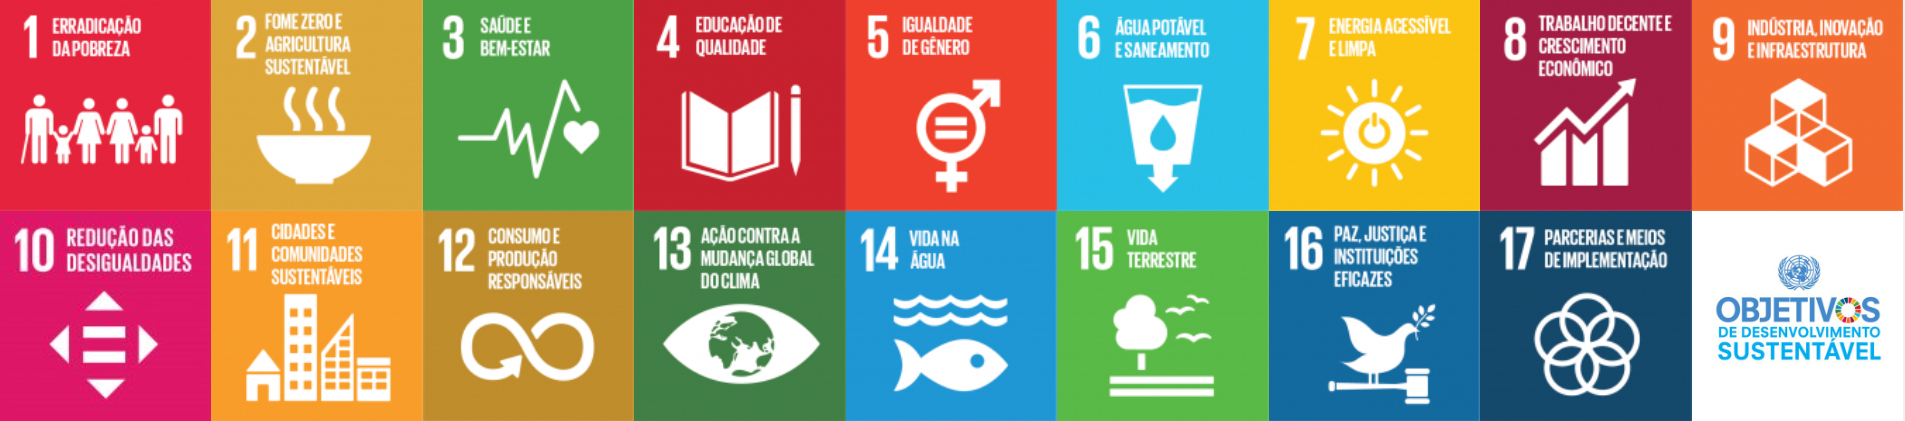 1 ERRADICAÇÃO
DA POBREZA
2 FOME ZERO E
AGRICULTURA
SUSTENTÁVEL
3 SAÚDE E
BEM-ESTAR
4 EDUCAÇÃO DE
QUALIDADE
5 IGUALDADE
DE GÊNERO
6 ÁGUA POTÁVEL
E SANEAMENTO
7 ENERGIA ACESSÍVEL
E LIMPA
8 TRABALHO DECENTE E
CRESCIMENTO
ECONÔMICO
9 INDÚSTRIA, INOVAÇÃO
E INFRAESTRUTURA
10 REDUÇÃO DAS
DESIGUALDADES
11 CIDADES E
COMUNIDADES
SUSTENTÁVEIS
12 CONSUMO E
PRODUÇÃO
RESPONSÁVEIS
13 AÇÃO CONTRA A
MUDANÇA GLOBAL
DO CLIMA
14 VIDA NA
ÁGUA
15 VIDA
TERRESTRE
16 PAZ, JUSTIÇA E
INSTITUIÇÕES
EFICAZES
17 PARCERIAS E MEIOS
DE IMPLEMENTAÇÃO
OBJETIVOS
DE DESENVOLVIMENTO
SUSTENTÁVEL